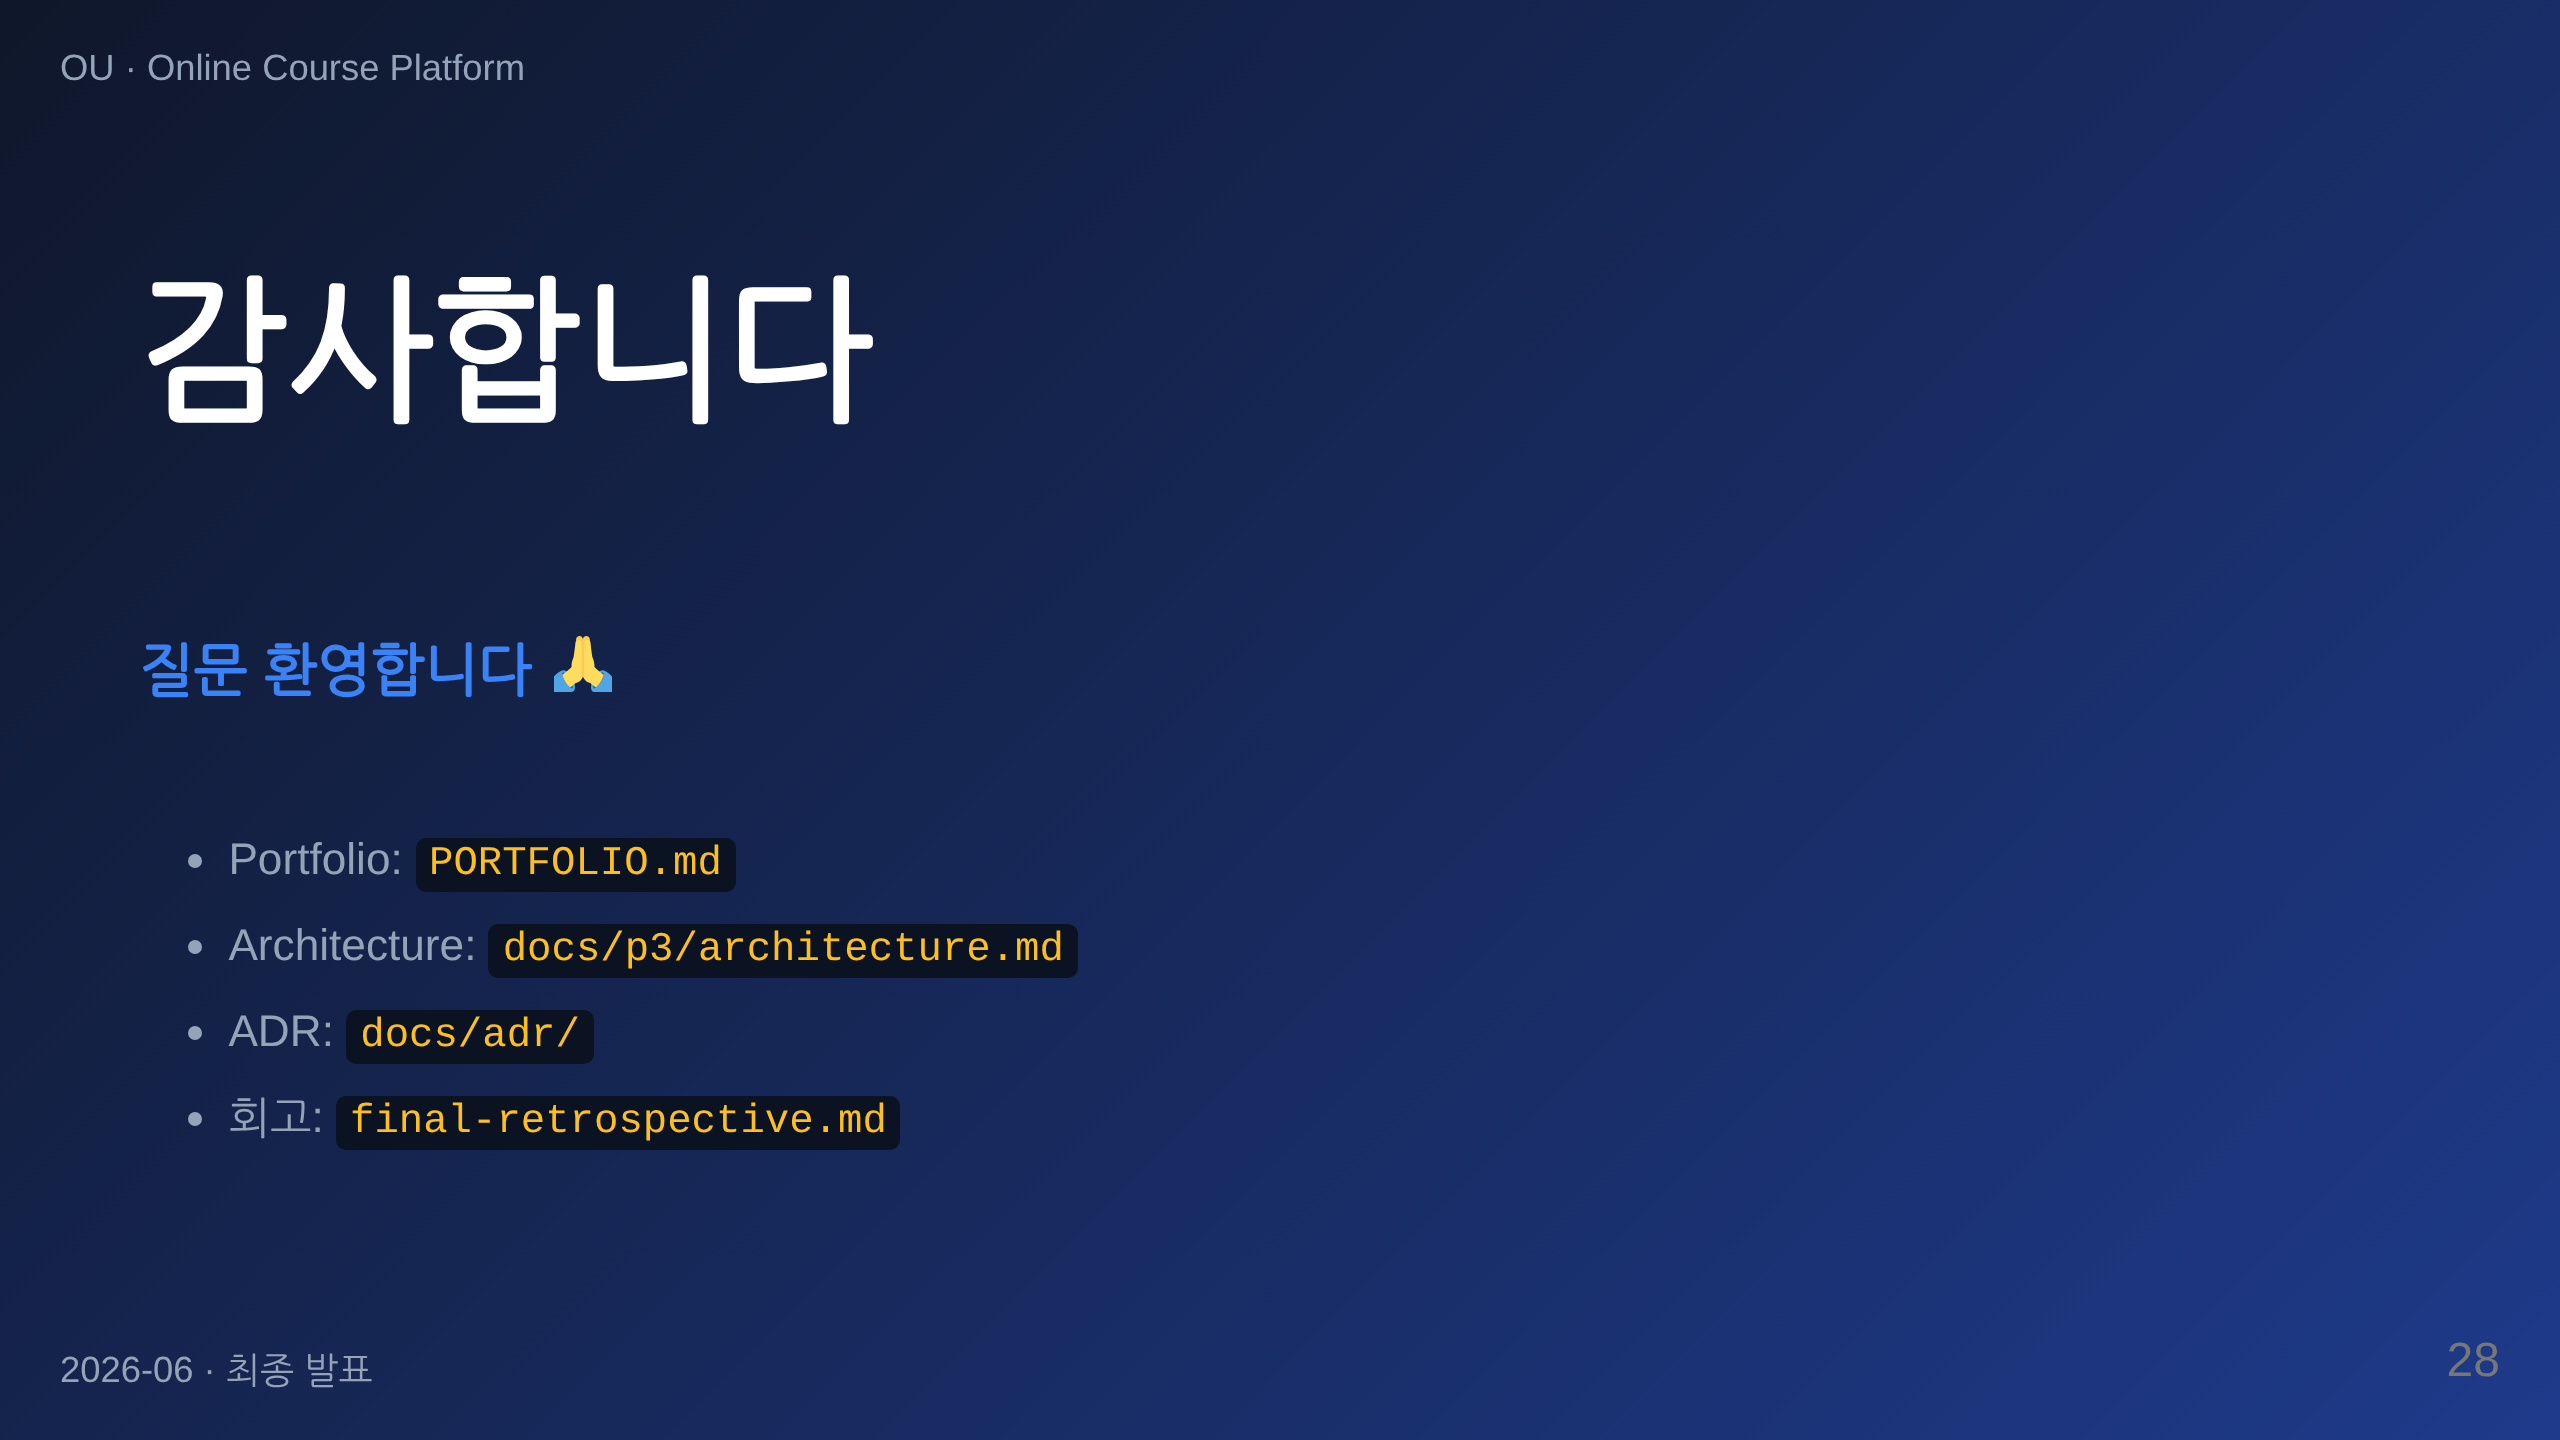 OU · Online Course Platform
감사합니다
질문 환영합니다 🙏
• Portfolio: PORTFOLIO.md
• Architecture: docs/p3/architecture.md
• ADR: docs/adr/
• 회고: final-retrospective.md
2026-06 · 최종 발표
28